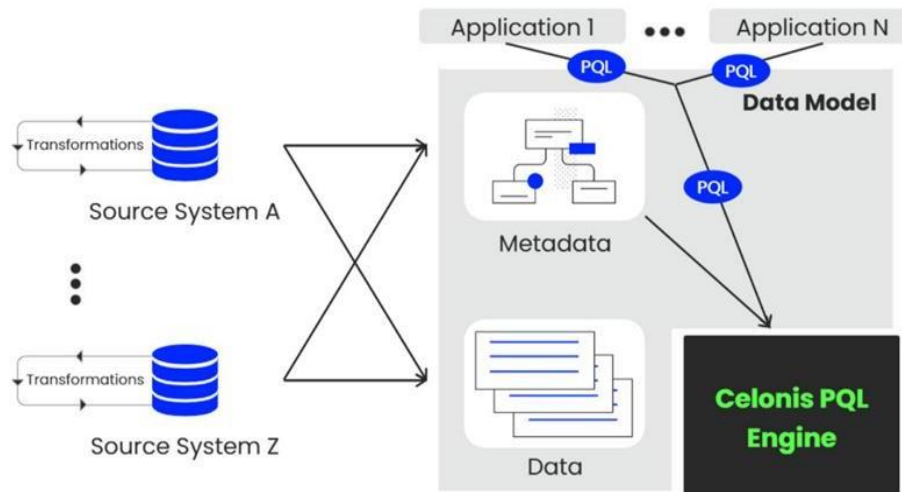 Application 1
Application N
PQL
PQL
Data Model
Transformations
Source System A
PQL
Metadata
Transformations
Source System Z
Data
Celonis PQL
Engine